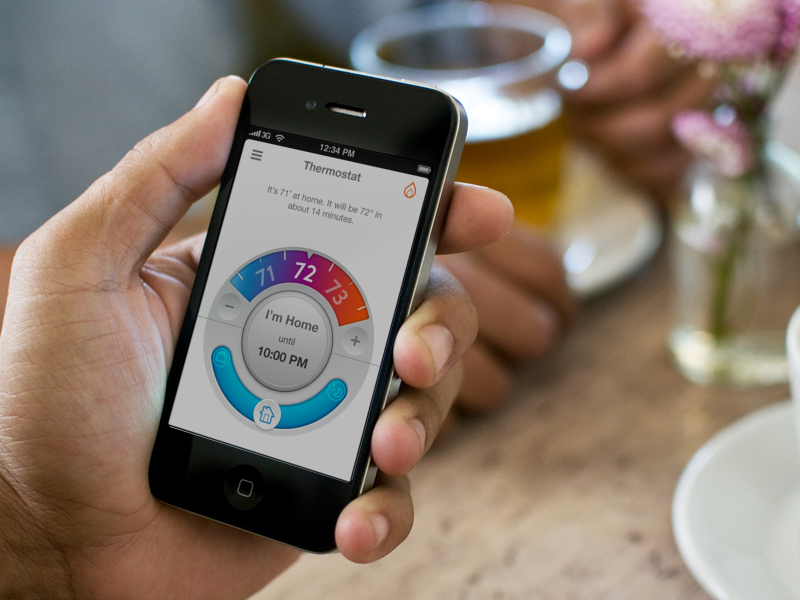 3G 12:34 PM
Thermostat
It's 71° at home. It will be 72° in
about 14 minutes.
71 72 73
− +
I'm Home
until
10:00 PM